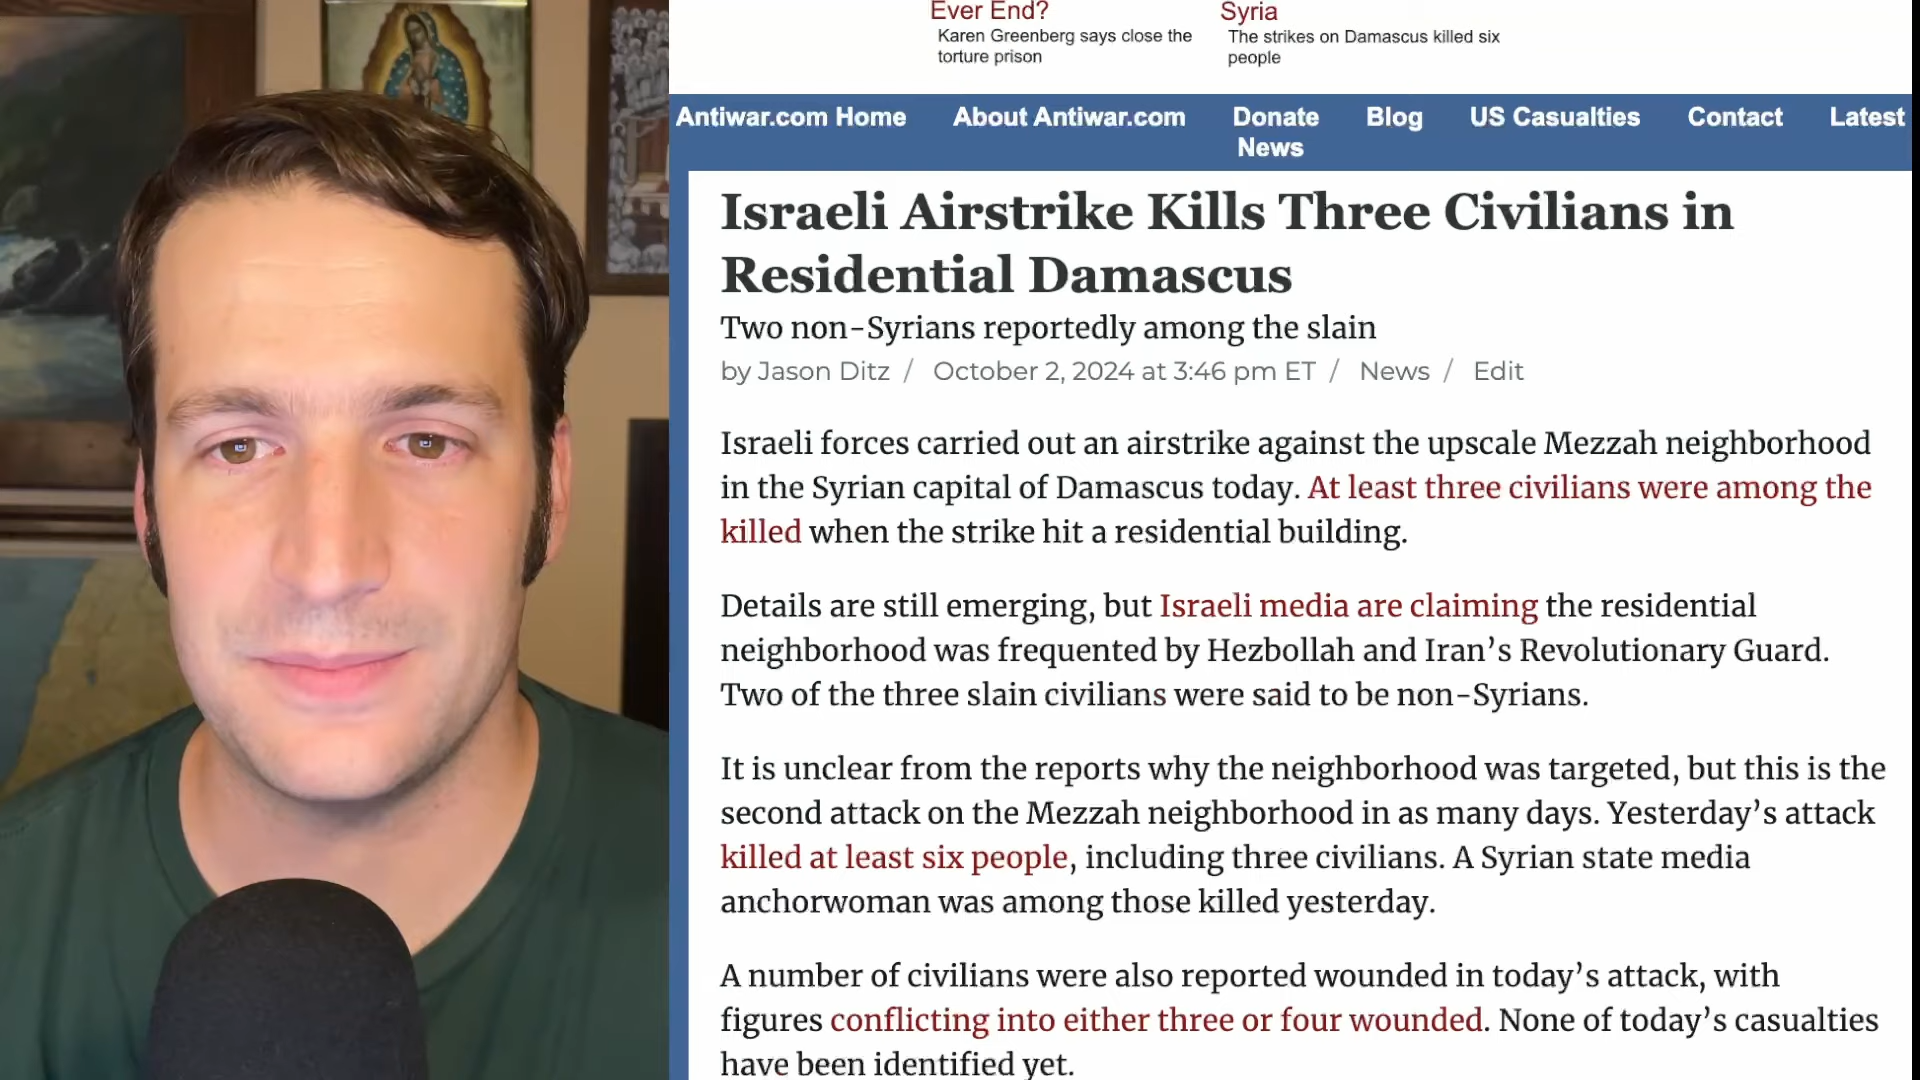 Ever End?
Karen Greenberg says close the
torture prison
Syria
The strikes on Damascus killed six
people
Antiwar.com Home
About Antiwar.com
Donate
Blog
US Casualties
Contact
Latest
News
Israeli Airstrike Kills Three Civilians in
Residential Damascus
Two non-Syrians reportedly among the slain
by Jason Ditz / October 2, 2024 at 3:46 pm ET / News / Edit
Israeli forces carried out an airstrike against the upscale Mezzah neighborhood
in the Syrian capital of Damascus today. At least three civilians were among the
killed when the strike hit a residential building.
Details are still emerging, but Israeli media are claiming the residential
neighborhood was frequented by Hezbollah and Iran’s Revolutionary Guard.
Two of the three slain civilians were said to be non-Syrians.
It is unclear from the reports why the neighborhood was targeted, but this is the
second attack on the Mezzah neighborhood in as many days. Yesterday’s attack
killed at least six people, including three civilians. A Syrian state media
anchorwoman was among those killed yesterday.
A number of civilians were also reported wounded in today’s attack, with
figures conflicting into either three or four wounded. None of today’s casualties
have been identified yet.